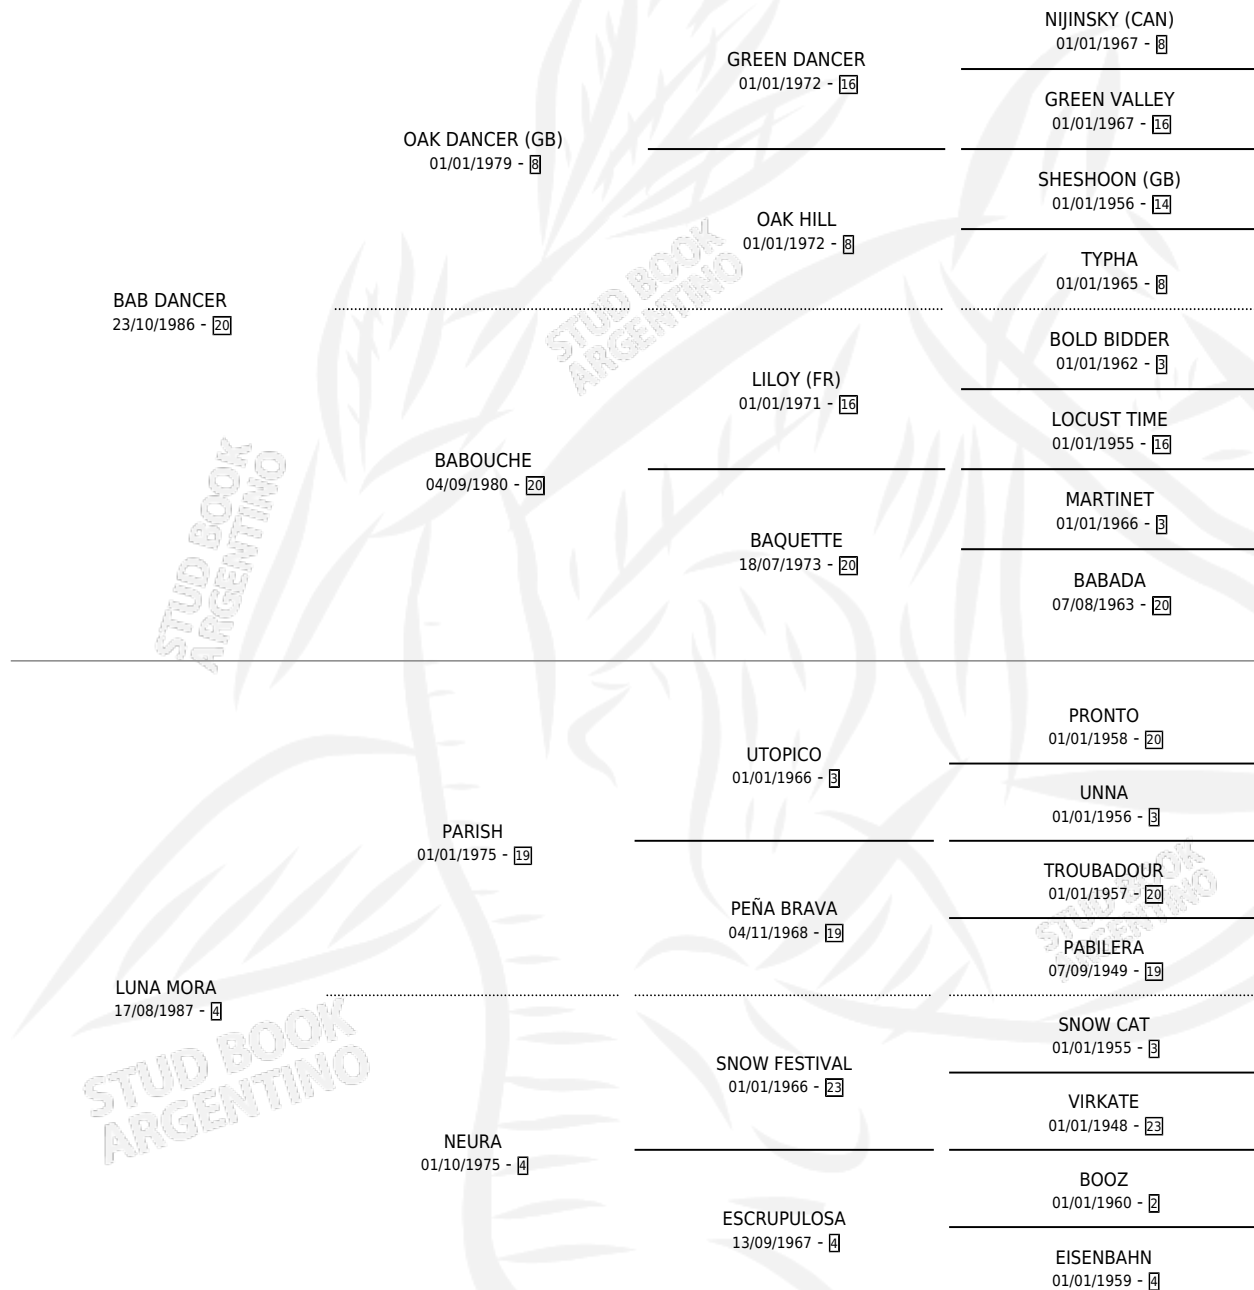 NIJINSKY (CAN)
01/01/1967 - 8
GREEN DANCER
01/01/1972 - 16
GREEN VALLEY
01/01/1967 - 16
OAK DANCER (GB)
01/01/1979 - 8
SHESHOON (GB)
01/01/1956 - 14
OAK HILL
01/01/1972 - 8
TYPHA
01/01/1965 - 8
BAB DANCER
23/10/1986 - 20
BOLD BIDDER
01/01/1962 - 3
LILOY (FR)
01/01/1971 - 16
LOCUST TIME
01/01/1955 - 16
BABOUCHE
04/09/1980 - 20
MARTINET
01/01/1966 - 3
BAQUETTE
18/07/1973 - 20
BABADA
07/08/1963 - 20
PRONTO
01/01/1958 - 20
UTOPICO
01/01/1966 - 3
UNNA
01/01/1956 - 3
PARISH
01/01/1975 - 19
TROUBADOUR
01/01/1957 - 20
PEÑA BRAVA
04/11/1968 - 19
PABILERA
07/09/1949 - 19
LUNA MORA
17/08/1987 - 4
SNOW CAT
01/01/1955 - 3
SNOW FESTIVAL
01/01/1966 - 23
VIRKATE
01/01/1948 - 23
NEURA
01/10/1975 - 4
BOOZ
01/01/1960 - 2
ESCRUPULOSA
13/09/1967 - 4
EISENBAHN
01/01/1959 - 4
STUD BOOK
ARGENTINO
STUD BOOK
ARGENTINO
STUD BOOK
ARGENTINO
STUD BOOK
ARGENTINO